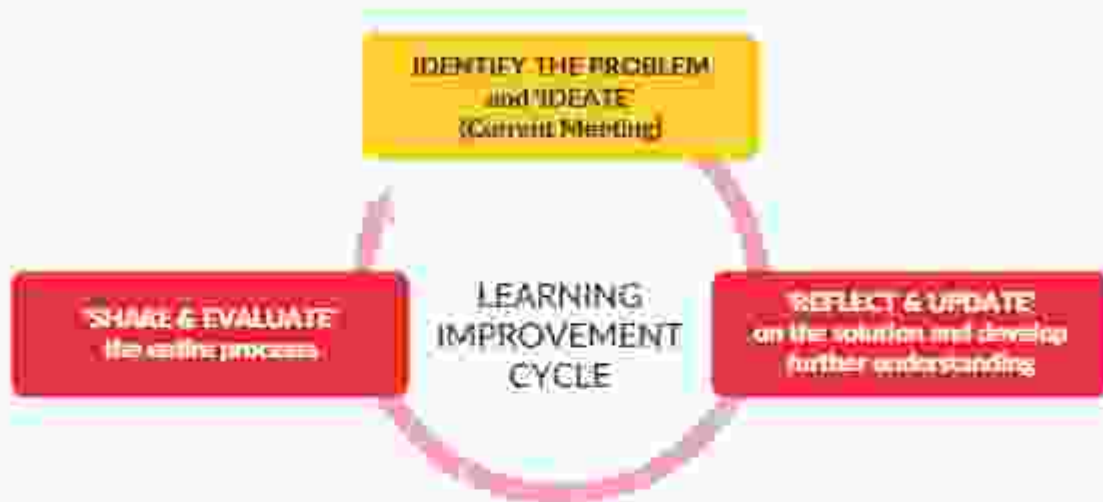 IDENTIFY THE PROBLEM
and 'IDEATE'
(Current Meeting)
LEARNING
IMPROVEMENT
CYCLE
'SHARE & EVALUATE'
the entire process
'REFLECT & UPDATE'
on the solution and develop
further understanding